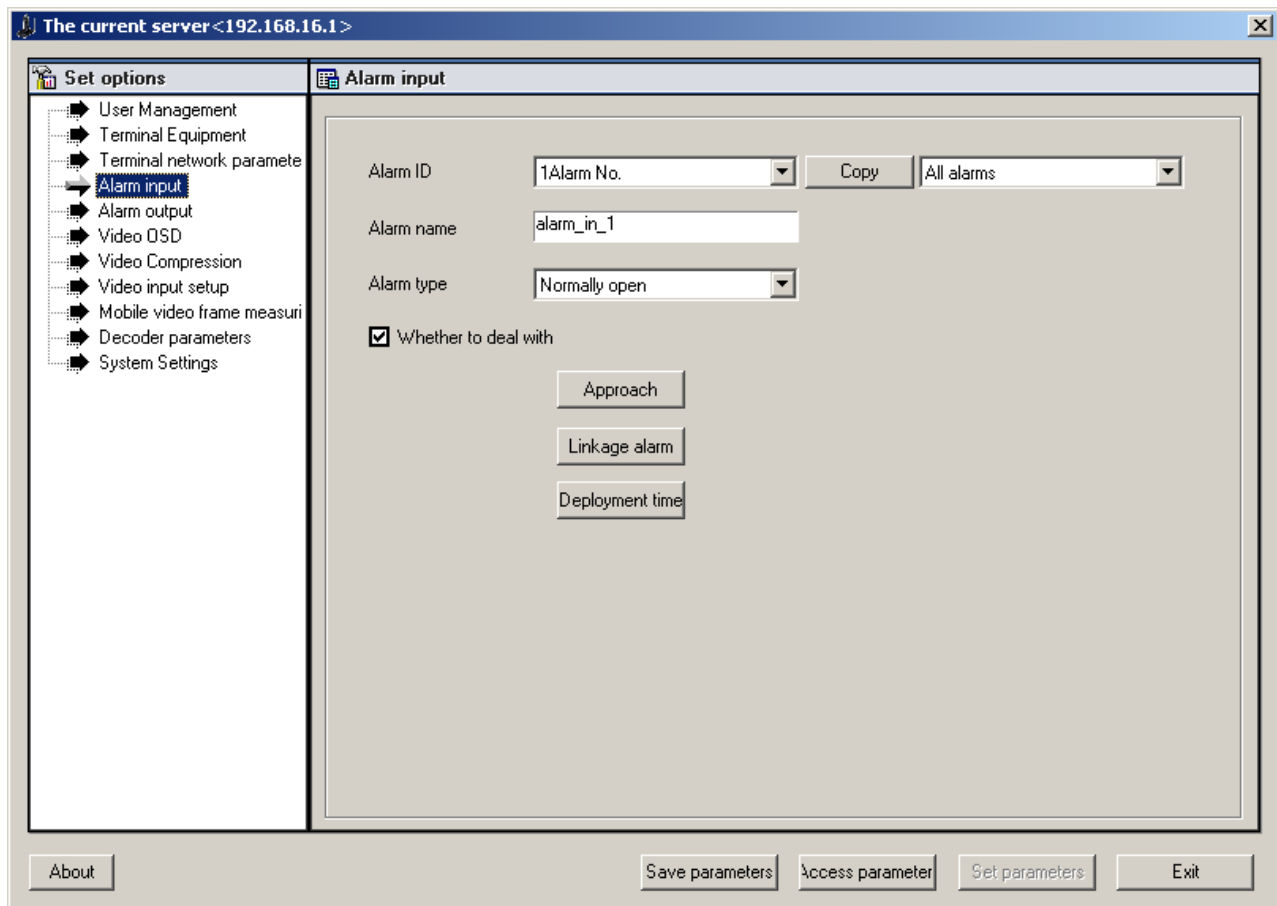 The current server<192.168.16.1>
Set options
User Management
Terminal Equipment
Terminal network paramete
Alarm input
Alarm output
Video OSD
Video Compression
Video input setup
Mobile video frame measuri
Decoder parameters
System Settings
Alarm input
Alarm ID 1Alarm No. Copy All alarms
Alarm name alarm_in_1
Alarm type Normally open
Whether to deal with
Approach
Linkage alarm
Deployment time
About Save parameters Access parameter Set parameters Exit